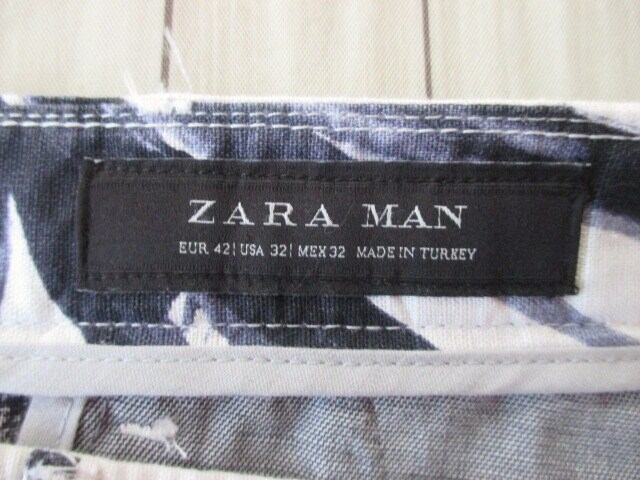 ZARA MAN
EUR 42 | USA 32 | MEX 32 MADE IN TURKEY